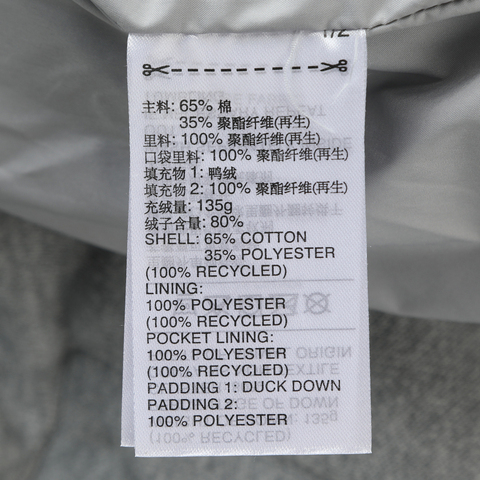 1/2
主料: 65% 棉
35% 聚酯纤维(再生)
里料: 100% 聚酯纤维(再生)
口袋里料: 100% 聚酯纤维(再生)
填充物 1: 鸭绒
填充物 2: 100% 聚酯纤维(再生)
充绒量: 135g
绒子含量: 80%
SHELL: 65% COTTON
35% POLYESTER
(100% RECYCLED)
LINING:
100% POLYESTER
(100% RECYCLED)
POCKET LINING:
100% POLYESTER
(100% RECYCLED)
PADDING 1: DUCK DOWN
PADDING 2:
100% POLYESTER